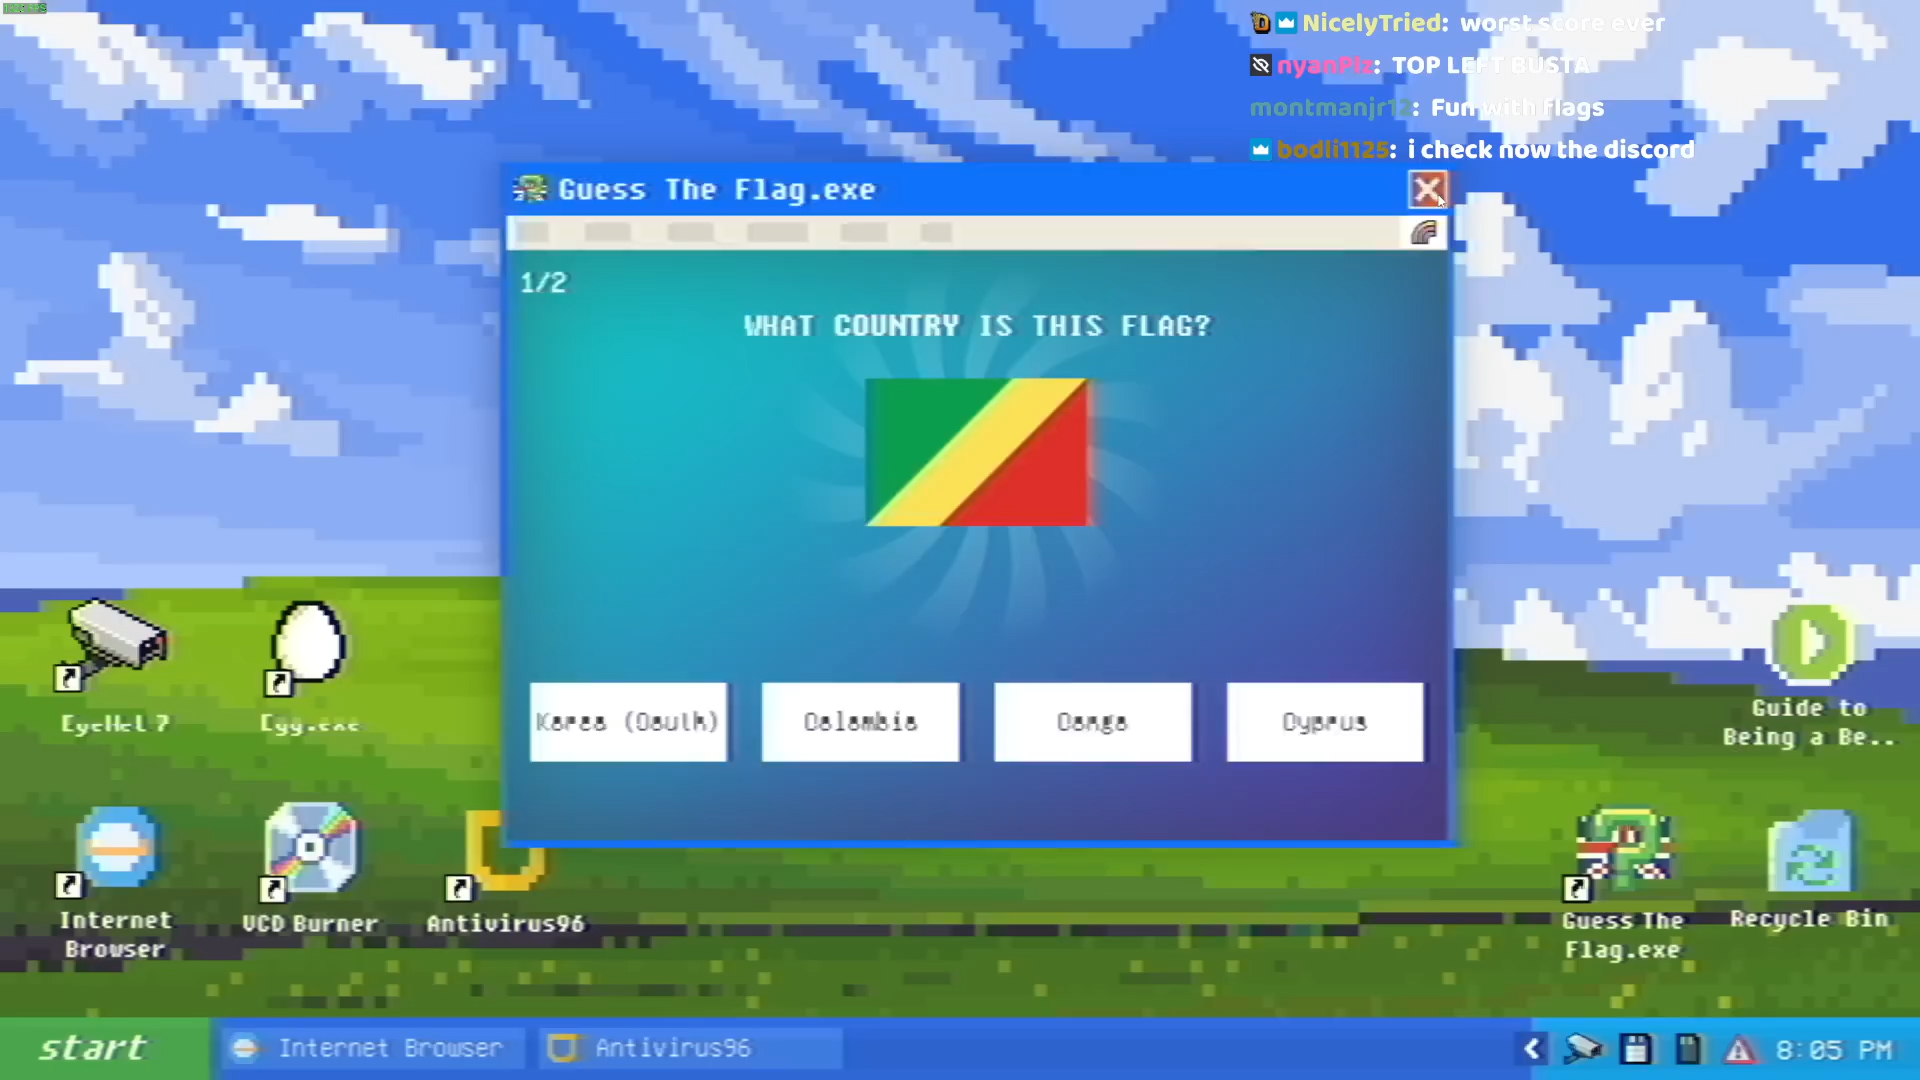 NicelyTried: worst score ever
nyanPlz: TOP LEFT BUSTA
montmanjr12: Fun with flags
bodli1125: i check now the discord
Guess The Flag.exe
1/2
WHAT COUNTRY IS THIS FLAG?
Korea (South)
Colombia
Congo
Cyprus
Egg.exe
Guide to
Being a Be..
Internet
Browser
VCD Burner
Antivirus96
Guess The
Flag.exe
Recycle Bin
start
Internet Browser
Antivirus96
8:05 PM